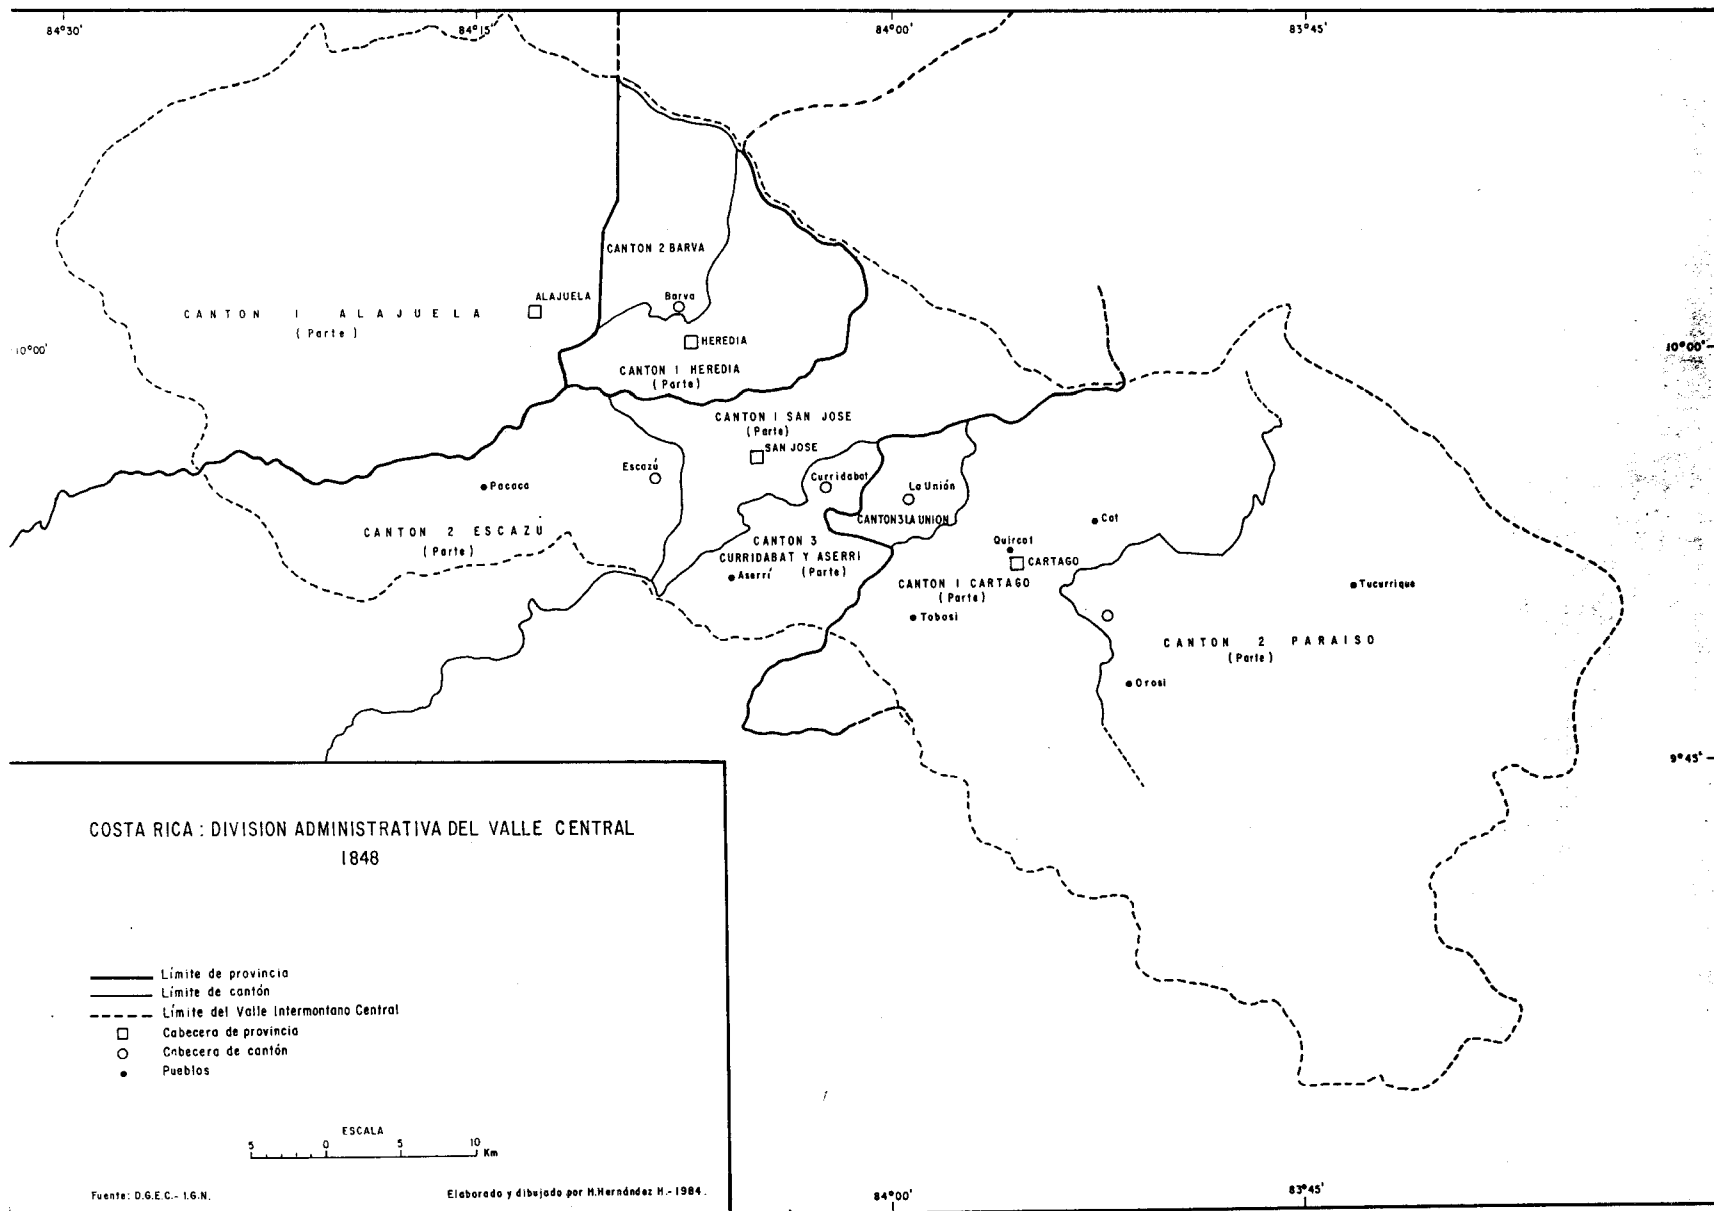 84°30'
84°15'
84°00'
83°45'
CANTON 2 BARVA
Barva
ALAJUELA
CANTON 1 ALAJUELA
(Parte)
HEREDIA
10°00'
10°00'
CANTON 1 HEREDIA
(Parte)
CANTON 1 SAN JOSE
(Parte)
SAN JOSE
Escazú
Curridabat
La Unión
Pacaca
CANTON 3 LA UNION
Cot
CANTON 2 ESCAZÚ
(Parte)
CANTON 3
CURRIDABAT Y ASERRI
(Parte)
Aserrí
Quircot
CARTAGO
CANTON 1 CARTAGO
(Parte)
Tobosi
Tucurrique
CANTON 2 PARAISO
(Parte)
Orosi
9°45'
COSTA RICA : DIVISION ADMINISTRATIVA DEL VALLE CENTRAL
1848
Límite de provincia
Límite de cantón
Límite del Valle Intermontano Central
Cabecera de provincia
Cabecera de cantón
Pueblos
ESCALA
5 0 5 10
Km
Fuente: D.G.E.C.- I.G.N.
Elaborado y dibujado por M.Hernández H.-1984.
84°00'
83°45'